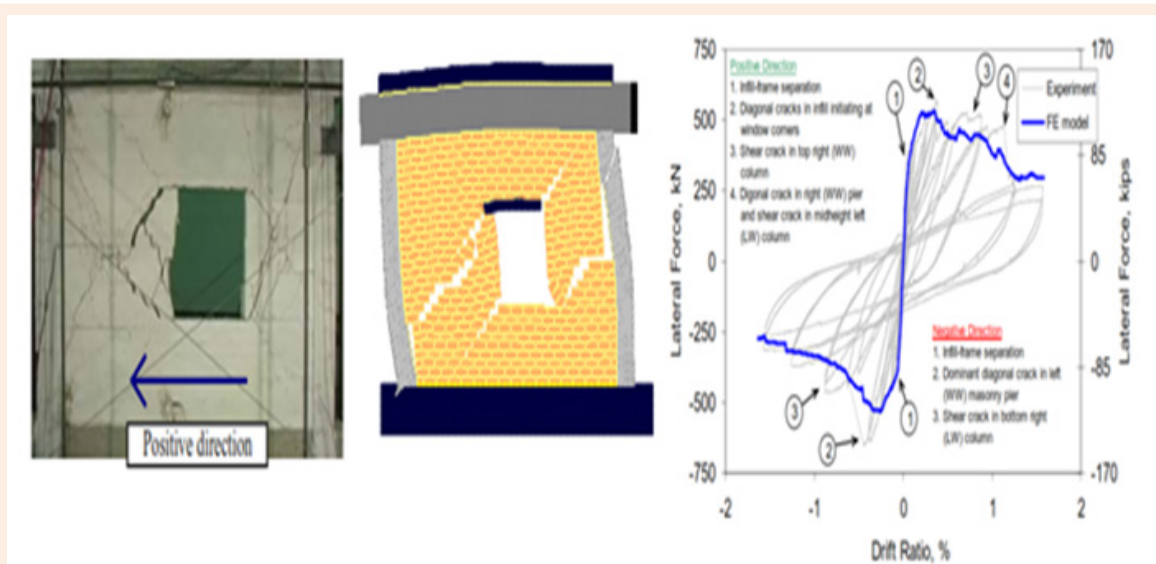 Positive direction
750
500
250
0
-250
-500
-750
Lateral Force, kN
Positive Direction
1. Infill-frame separation
2. Diagonal cracks in infill initiating at
window corners
3. Shear crack in top right (WW)
column
4. Digonal crack in right (WW) pier
and shear crack in midheight left
(LW) column
1
2
3
4
Experiment
FE model
Negative Direction
1. Infill-frame separation
2. Dominant diagonal crack in left
(WW) masonry pier
3. Shear crack in bottom right
(LW) column
3
2
1
170
85
0
-85
-170
Lateral Force, kips
-2 -1 0 1 2
Drift Ratio, %